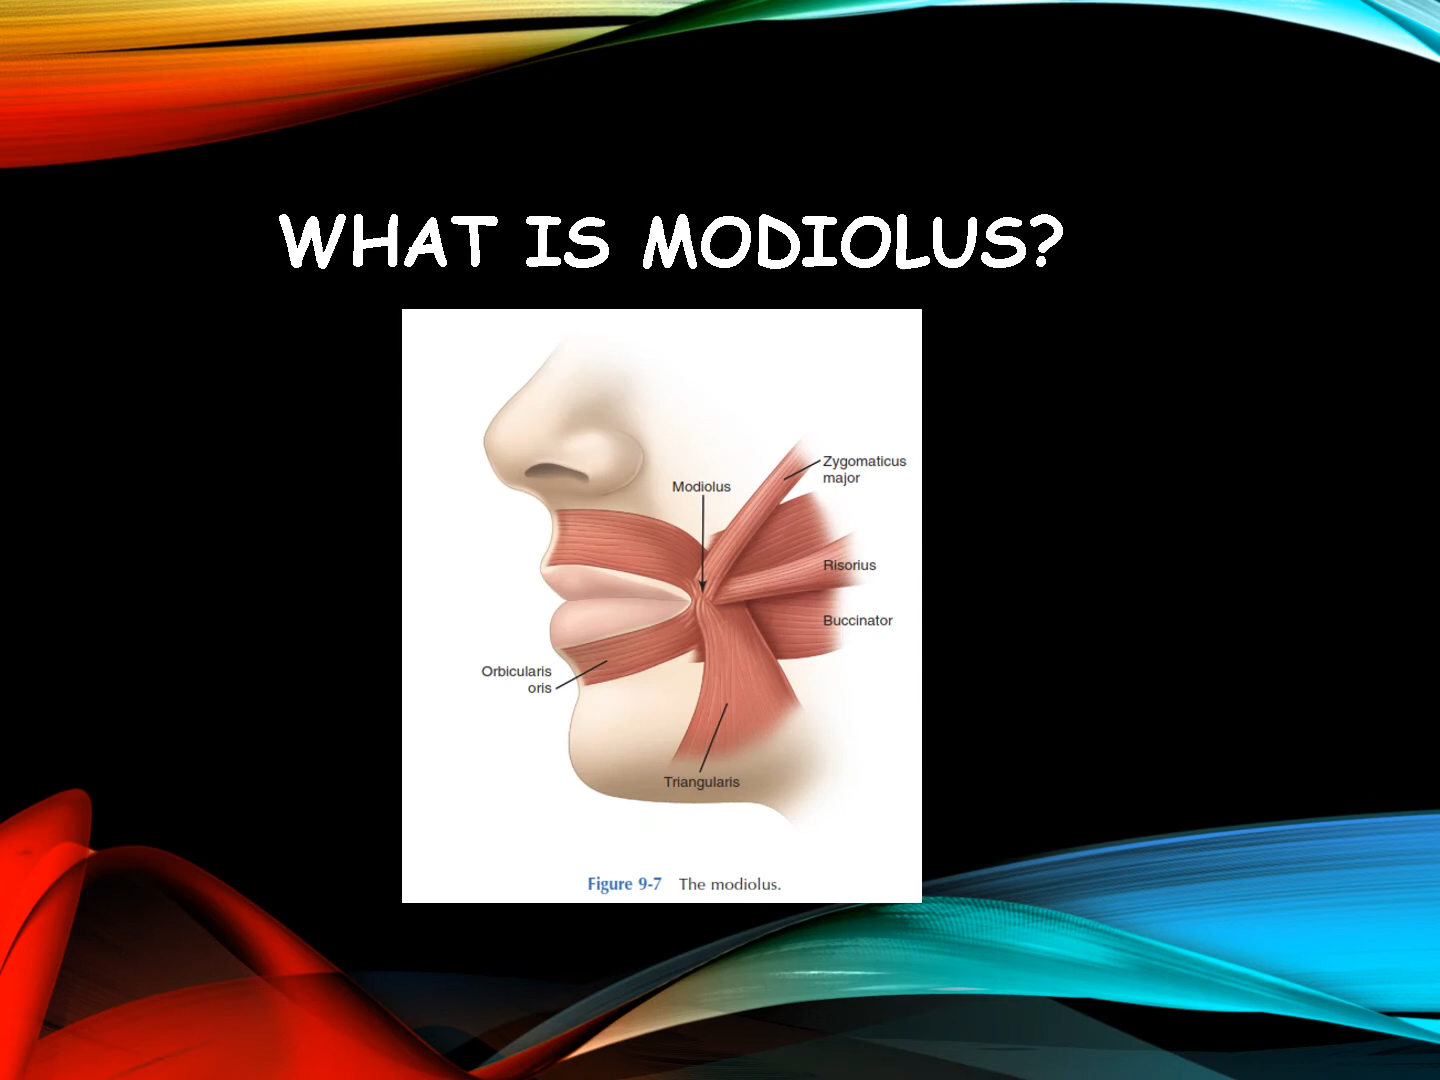 WHAT IS MODIOLUS?
Zygomaticus
major
Modiolus
Risorius
Buccinator
Orbicularis
oris
Triangularis
Figure 9-7 The modiolus.